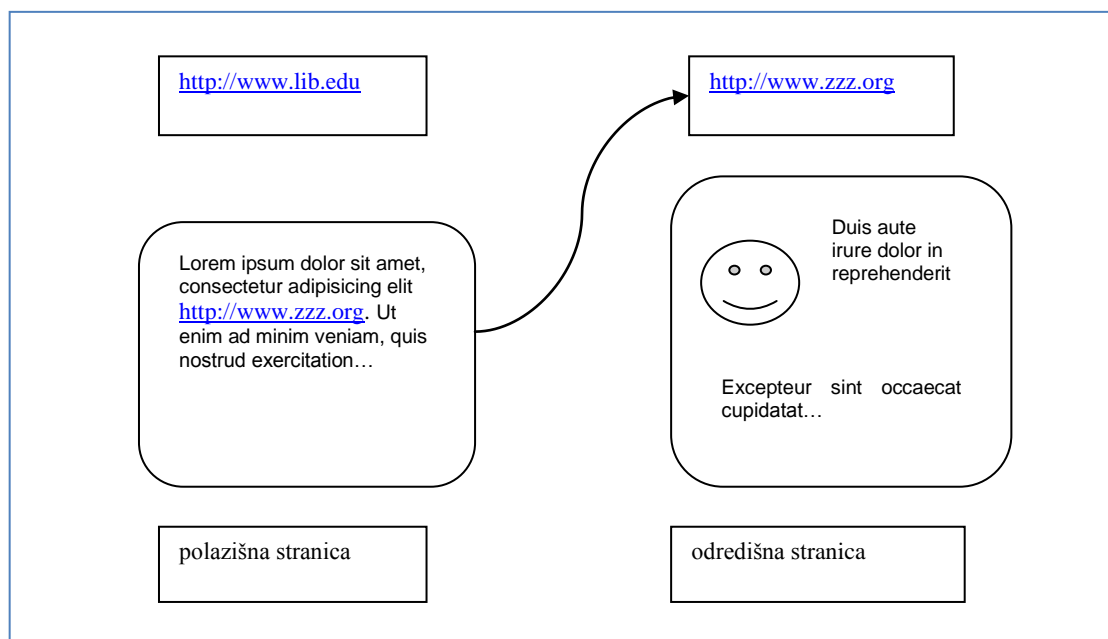 http://www.lib.edu
http://www.zzz.org
Lorem ipsum dolor sit amet,
consectetur adipisicing elit
http://www.zzz.org. Ut
enim ad minim veniam, quis
nostrud exercitation…
Duis aute
irure dolor in
reprehenderit
Excepteur sint occaecat
cupidatat…
polazišna stranica
odredišna stranica